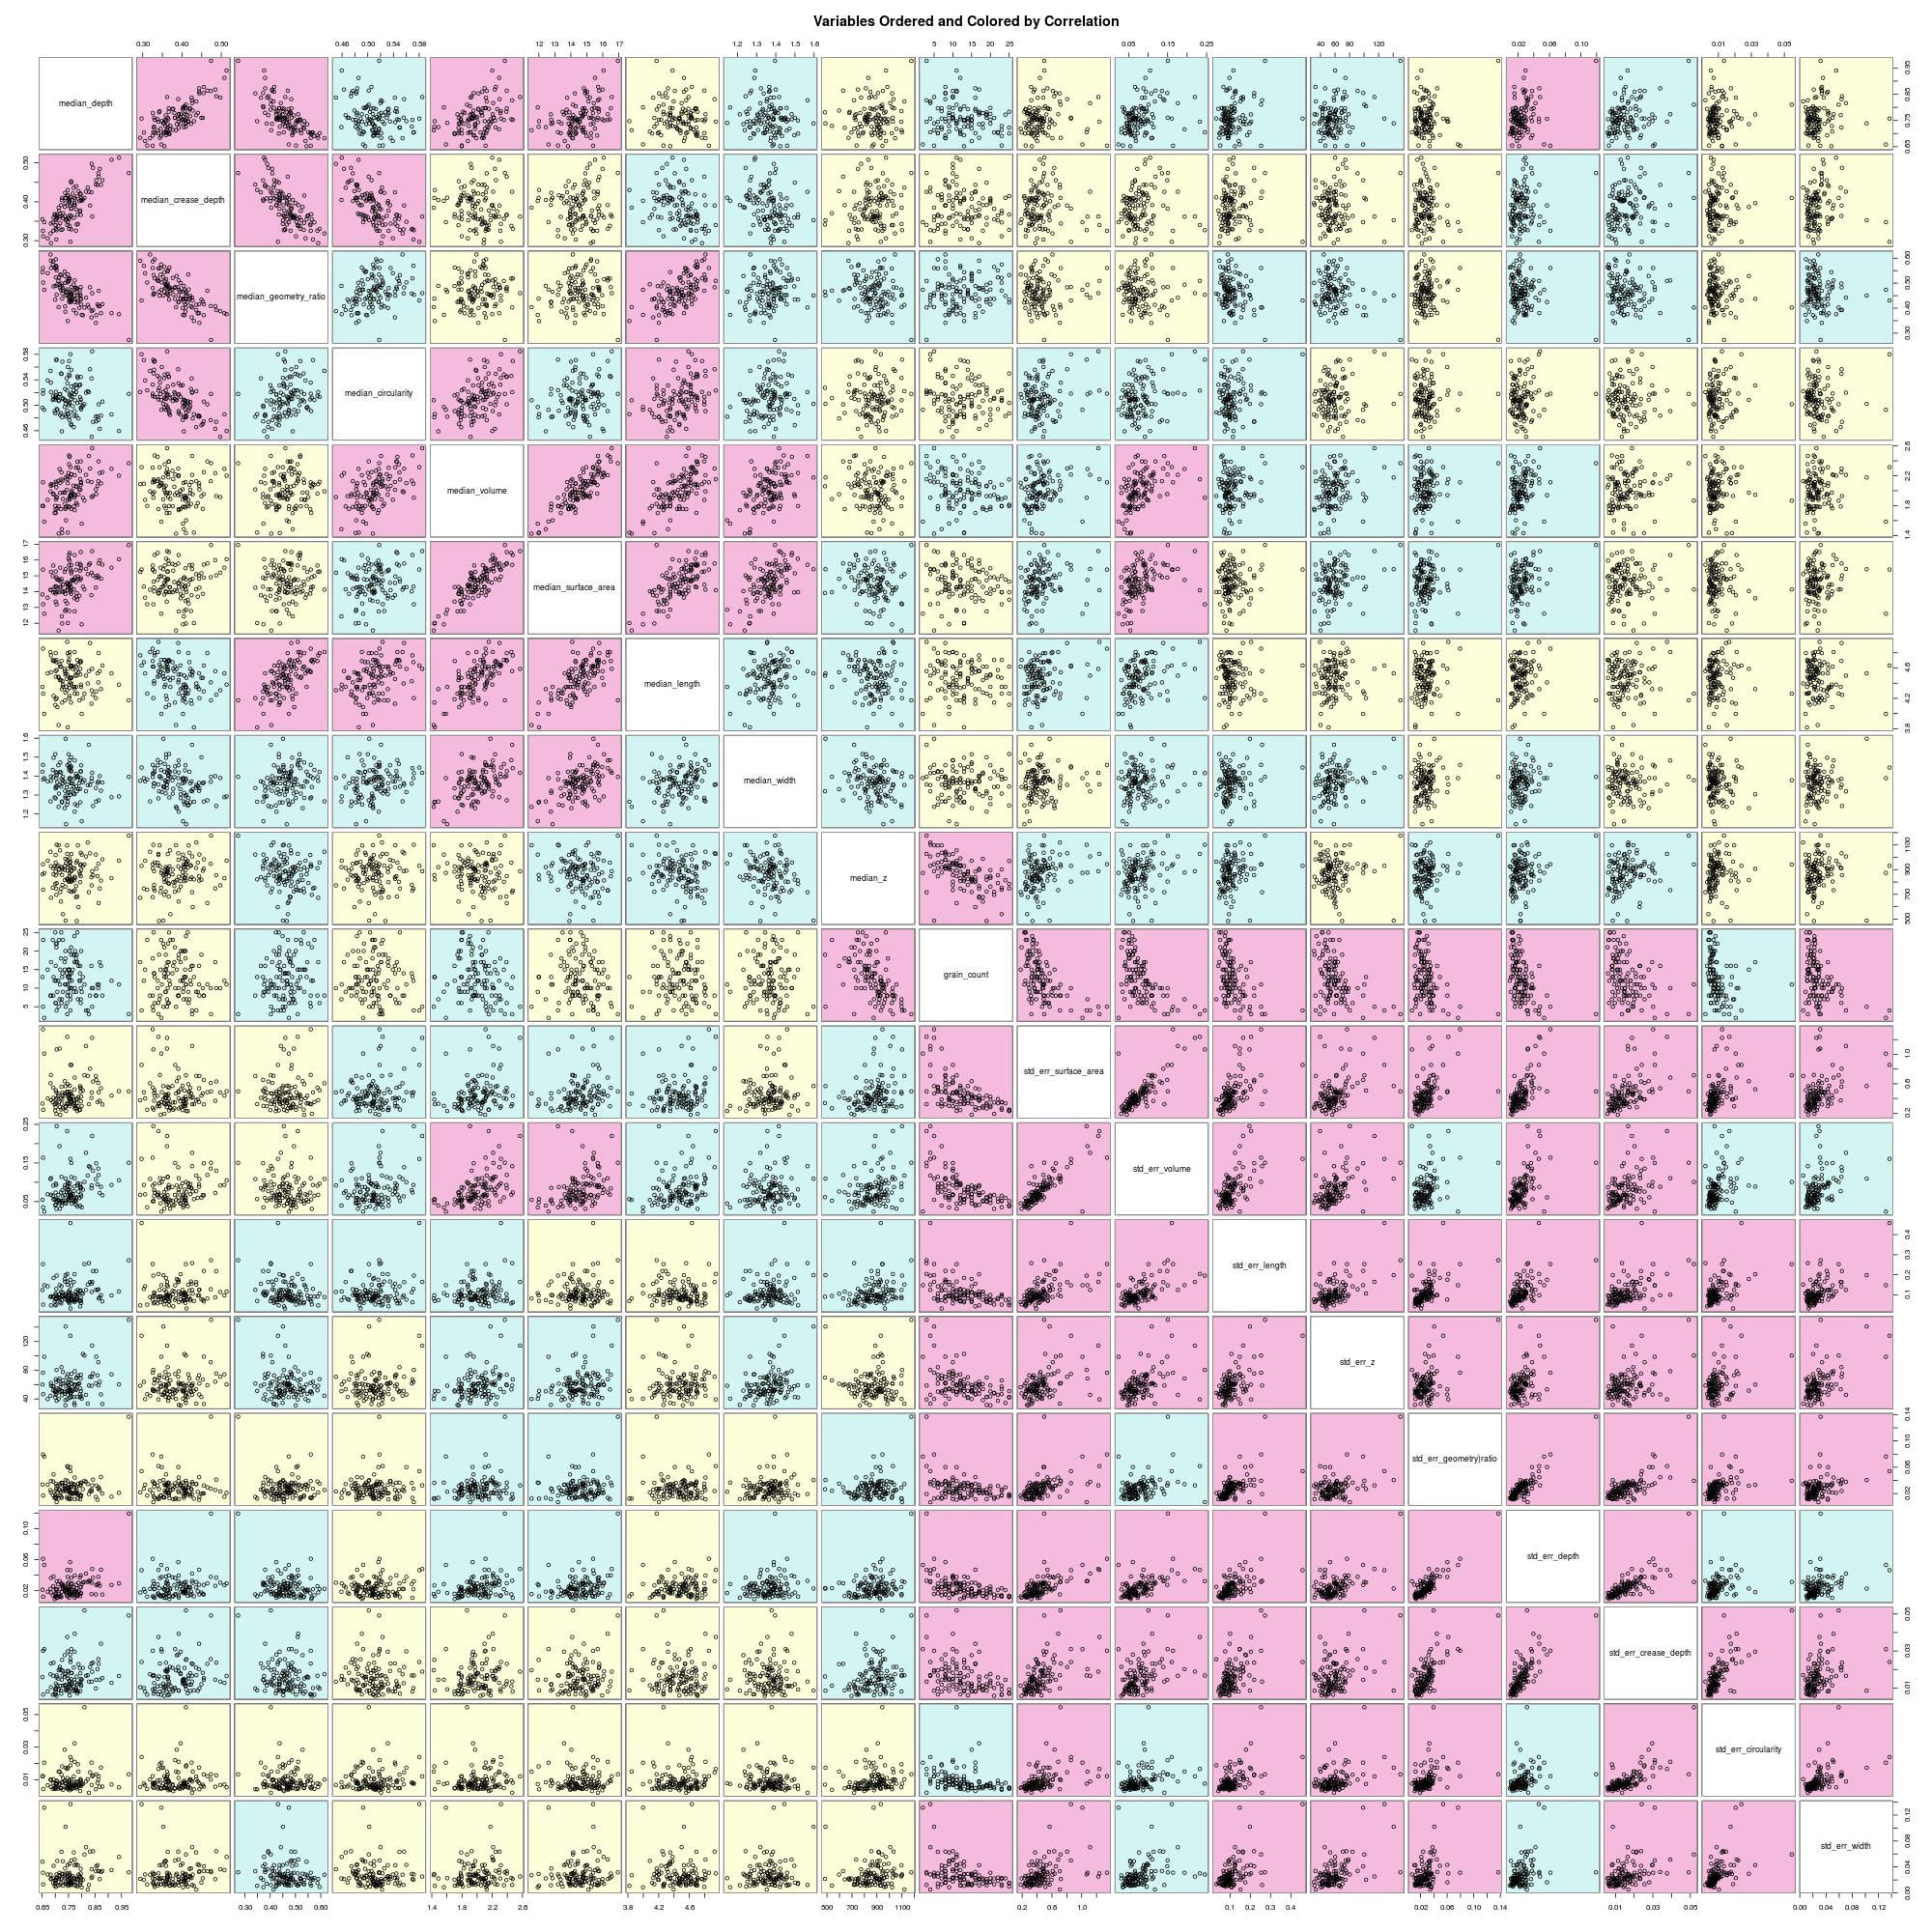 Variables Ordered and Colored by Correlation
0.30 0.40 0.50 0.46 0.50 0.54 0.58 12 13 14 15 16 17 1.2 1.3 1.4 1.5 1.6 5 10 15 20 25 0.05 0.15 0.25 40 60 80 120 0.02 0.06 0.10 0.01 0.03 0.05
median_depth
0.65 0.75 0.85 0.95
0.30 0.40 0.50
median_crease_depth
median_geometry_ratio
0.30 0.40 0.50 0.60
0.46 0.50 0.54 0.58
median_circularity
median_volume
1.4 1.8 2.2 2.6
12 13 14 15 16 17
median_surface_area
median_length
3.8 4.2 4.6
1.2 1.3 1.4 1.5 1.6
median_width
median_z
500 700 900 1100
5 10 15 20 25
grain_count
std_err_surface_area
0.2 0.6 1.0
0.05 0.15 0.25
std_err_volume
std_err_length
0.1 0.2 0.3 0.4
40 80 120
std_err_z
std_err_geometry)ratio
0.02 0.06 0.10 0.14
0.02 0.06 0.10
std_err_depth
std_err_crease_depth
0.01 0.03 0.05
0.01 0.03 0.05
std_err_circularity
std_err_width
0.00 0.04 0.12
0.65 0.75 0.85 0.95 0.30 0.40 0.50 0.60 1.4 1.8 2.2 2.6 3.8 4.2 4.6 500 700 900 1100 0.2 0.6 1.0 0.1 0.2 0.3 0.4 0.02 0.06 0.10 0.14 0.01 0.03 0.05 0.00 0.04 0.12